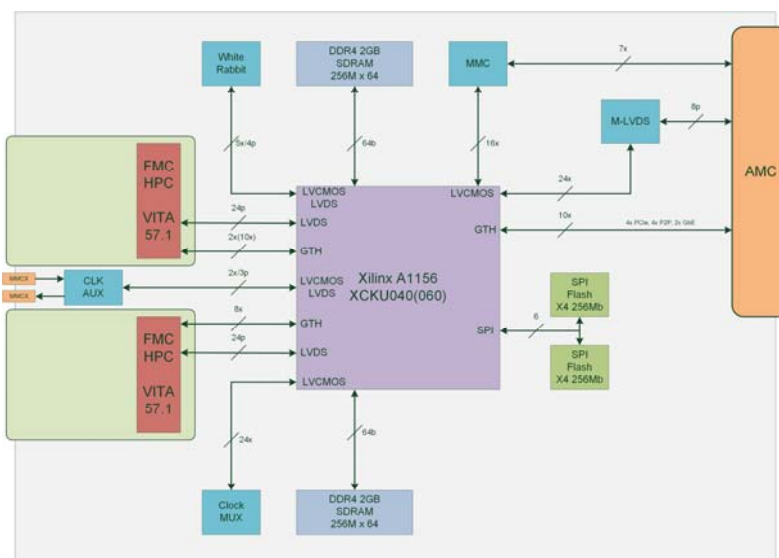 White
Rabbit
DDR4 2GB
SDRAM
256M x 64
MMC
7x
M-LVDS
8p
AMC
5x/4p
64b
16x
24x
FMC
HPC
VITA
57.1
24p
2x(10x)
LVCMOS
LVDS
LVDS
GTH
LVCMOS
GTH
10x
4x PCIe, 4x P2P, 2x GbE
MMCX
MMCX
CLK
AUX
2x/3p
LVCMOS
LVDS
Xilinx A1156
XCKU040(060)
SPI
Flash
X4 256Mb
FMC
HPC
VITA
57.1
8x
24p
GTH
LVDS
LVCMOS
SPI
6
SPI
Flash
X4 256Mb
24x
64b
Clock
MUX
DDR4 2GB
SDRAM
256M x 64